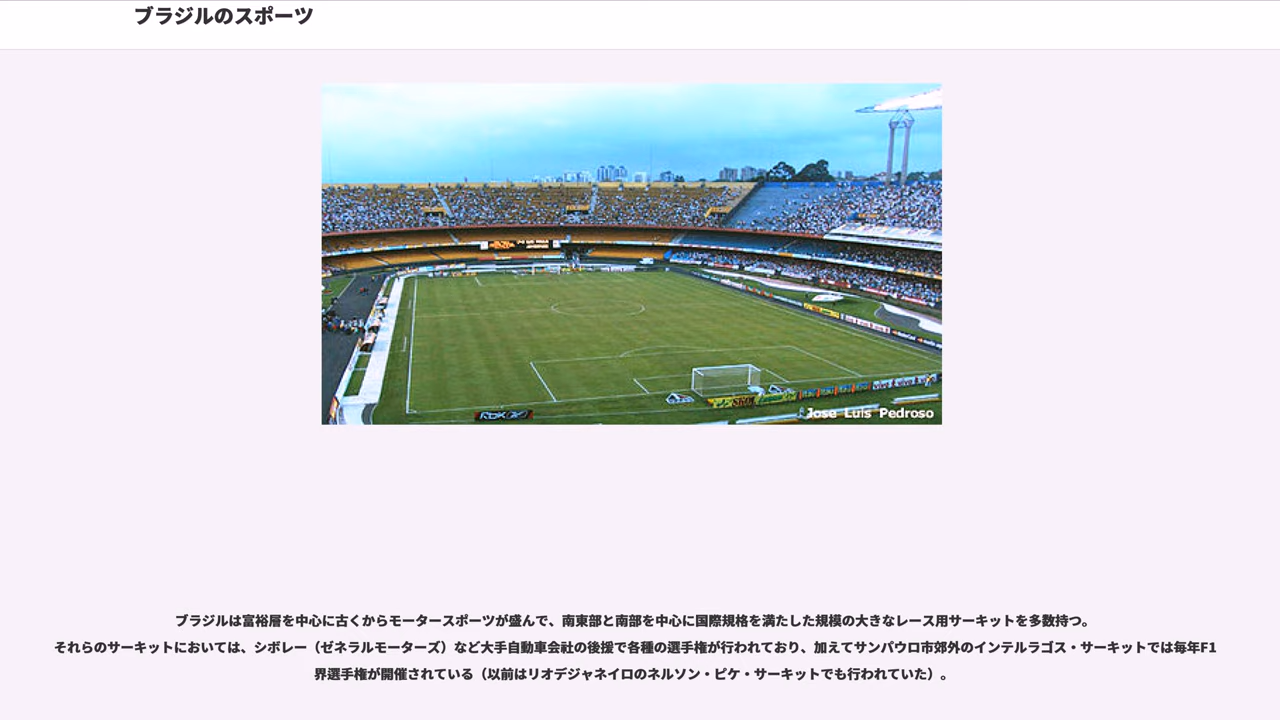 ブラジルのスポーツ
RBK
Jose Luis Pedroso
ブラジルは富裕層を中心に古くからモータースポーツが盛んで、南東部と南部を中心に国際規格を満たした規模の大きなレース用サーキットを多数持つ。
それらのサーキットにおいては、シボレー（ゼネラルモーターズ）など大手自動車会社の後援で各種の選手権が行われており、加えてサンパウロ市郊外のインテルラゴス・サーキットでは毎年F1
界選手権が開催されている（以前はリオデジャネイロのネルソン・ピケ・サーキットでも行われていた）。